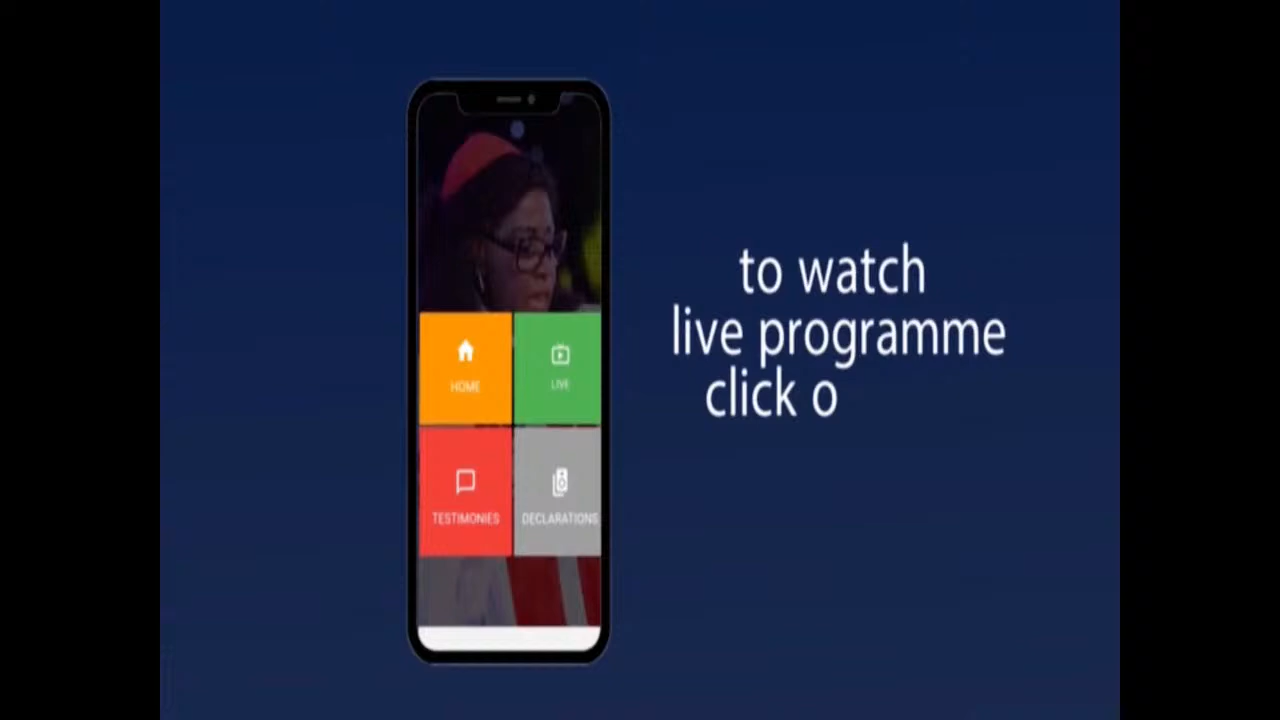 HOME
LIVE
TESTIMONIES
DECLARATIONS
to watch
live programme
click o